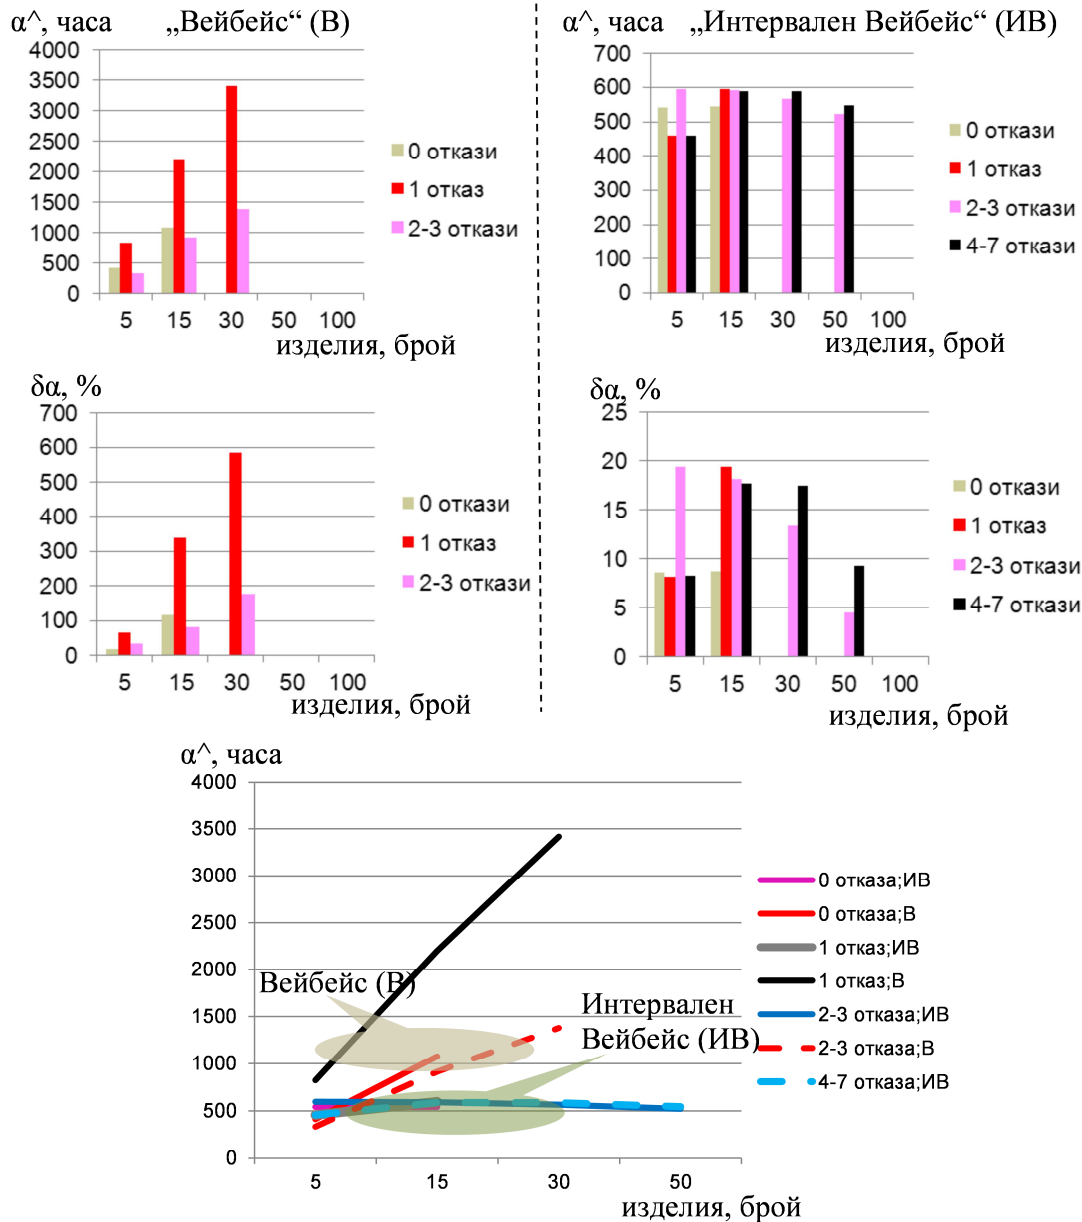 α^, часа „Вейбейс“ (В)
4000
3500
3000
2500
2000
1500
1000
500
0
5 15 30 50 100
изделия, брой
0 откази
1 отказ
2-3 откази
α^, часа „Интервален Вейбейс“ (ИВ)
700
600
500
400
300
200
100
0
5 15 30 50 100
изделия, брой
0 откази
1 отказ
2-3 откази
4-7 откази
δα, %
700
600
500
400
300
200
100
0
5 15 30 50 100
изделия, брой
0 откази
1 отказ
2-3 откази
δα, %
25
20
15
10
5
0
5 15 30 50 100
изделия, брой
0 откази
1 отказ
2-3 откази
4-7 откази
α^, часа
4000
3500
3000
2500
2000
1500
1000
500
0
5 15 30 50
изделия, брой
Вейбейс (В)
Интервален
Вейбейс (ИВ)
0 отказа;ИВ
0 отказа;В
1 отказ;ИВ
1 отказ;В
2-3 отказа;ИВ
2-3 отказа;В
4-7 отказа;ИВ